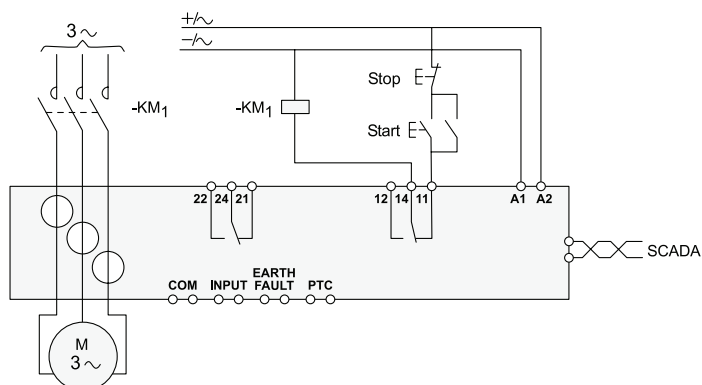 +/∼
3∼
−/∼
Stop
-KM1
-KM1
Start
22 24 21
12 14 11
A1 A2
SCADA
COM INPUT EARTH FAULT PTC
M
3∼